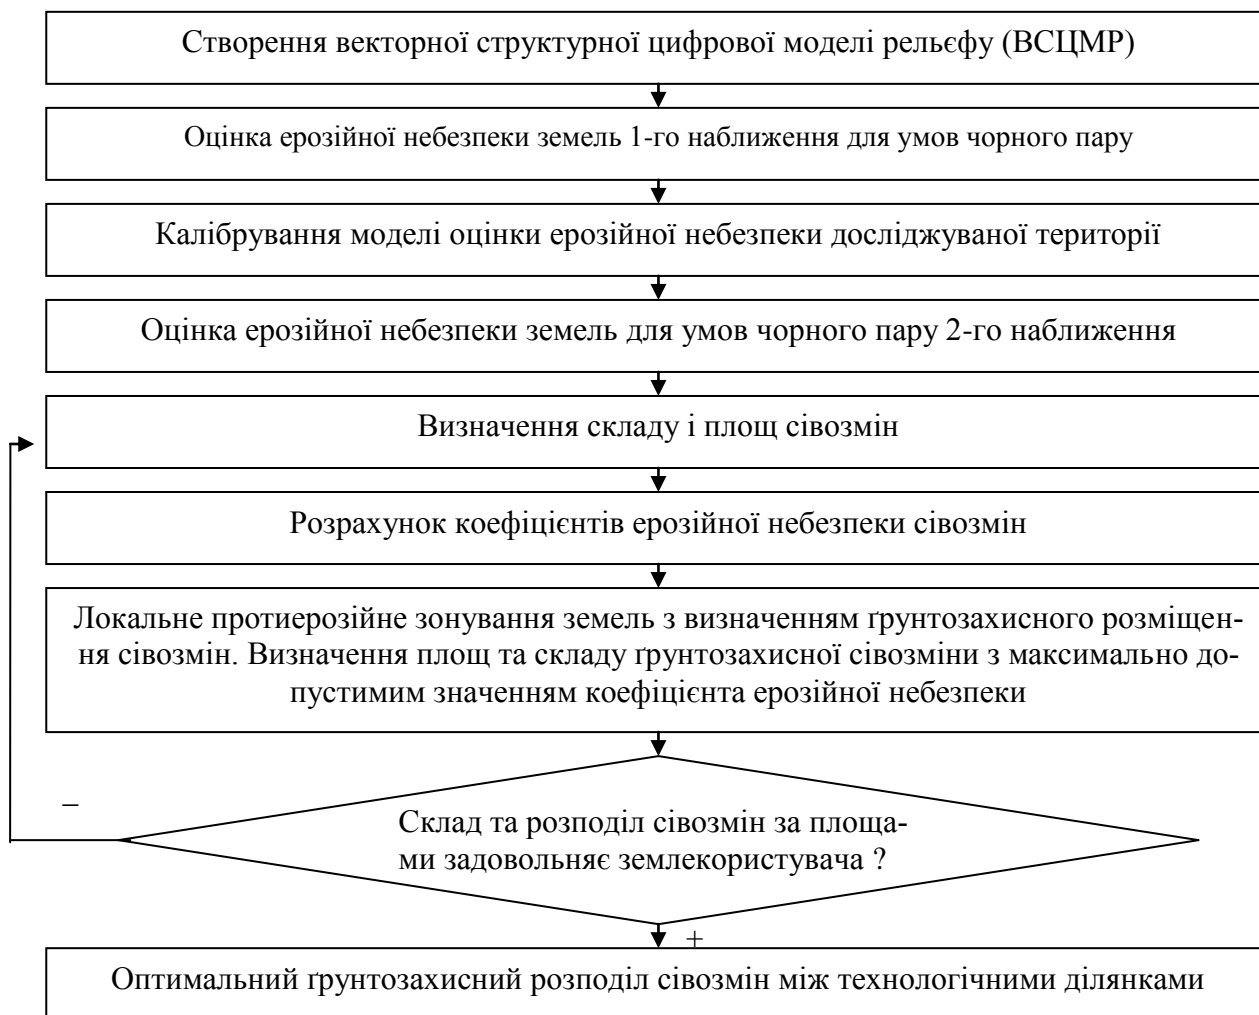 Створення векторної структурної цифрової моделі рельєфу (ВСЦМР)
Оцінка ерозійної небезпеки земель 1-го наближення для умов чорного пару
Калібрування моделі оцінки ерозійної небезпеки досліджуваної території
Оцінка ерозійної небезпеки земель для умов чорного пару 2-го наближення
Визначення складу і площ сівозмін
Розрахунок коефіцієнтів ерозійної небезпеки сівозмін
Локальне протиерозійне зонування земель з визначенням ґрунтозахисного розміщен-
ня сівозмін. Визначення площ та складу ґрунтозахисної сівозміни з максимально до-
пустимим значенням коефіцієнта ерозійної небезпеки
–
Склад та розподіл сівозмін за площа-
ми задовольняє землекористувача ?
+
Оптимальний ґрунтозахисний розподіл сівозмін між технологічними ділянками